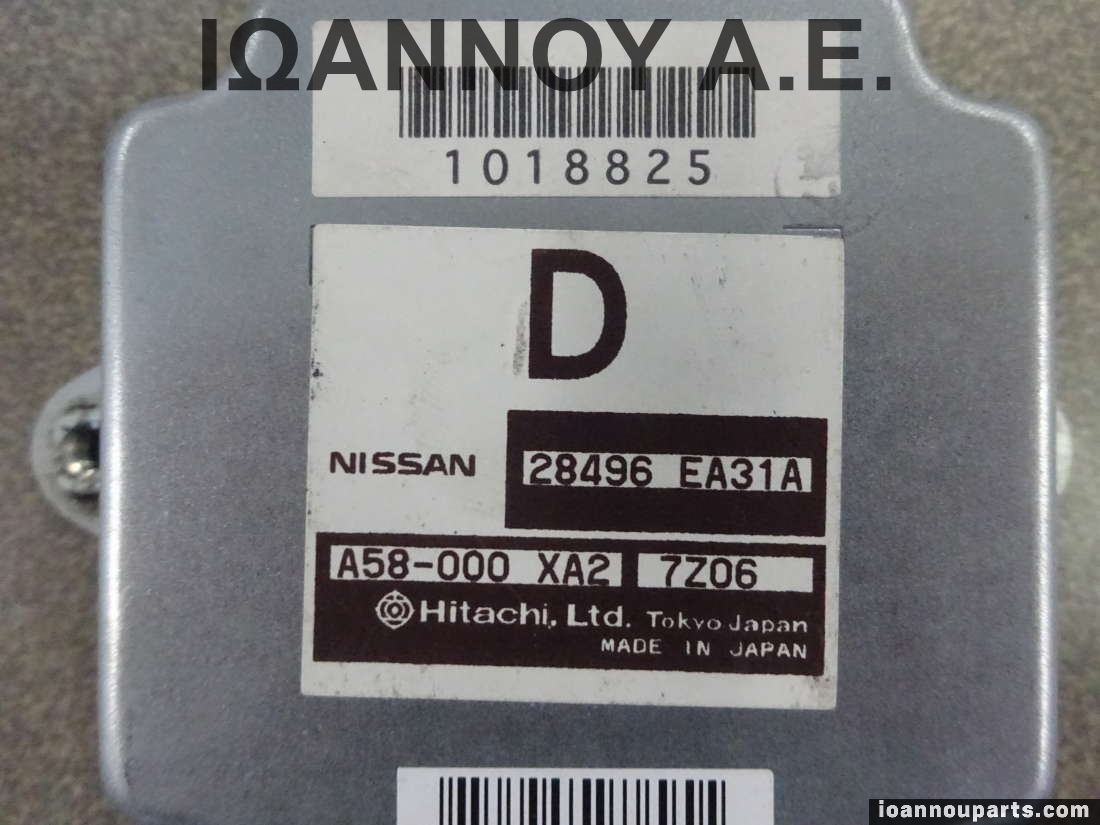 ΙΩΑΝΝΟΥ Α.Ε.
1018825
D
NISSAN 28496 EA31A
A58-000 XA2 7Z06
Hitachi, Ltd. Tokyo Japan
MADE IN JAPAN
ioannouparts.com